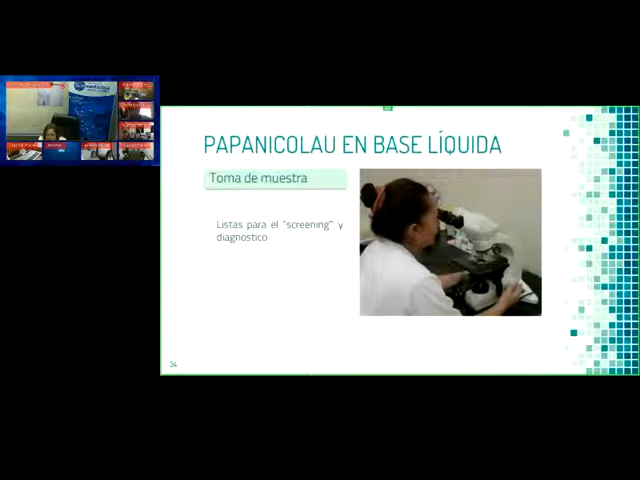 PAPANICOLAU EN BASE LÍQUIDA
Toma de muestra
Listas para el "screening" y
diagnostico
34